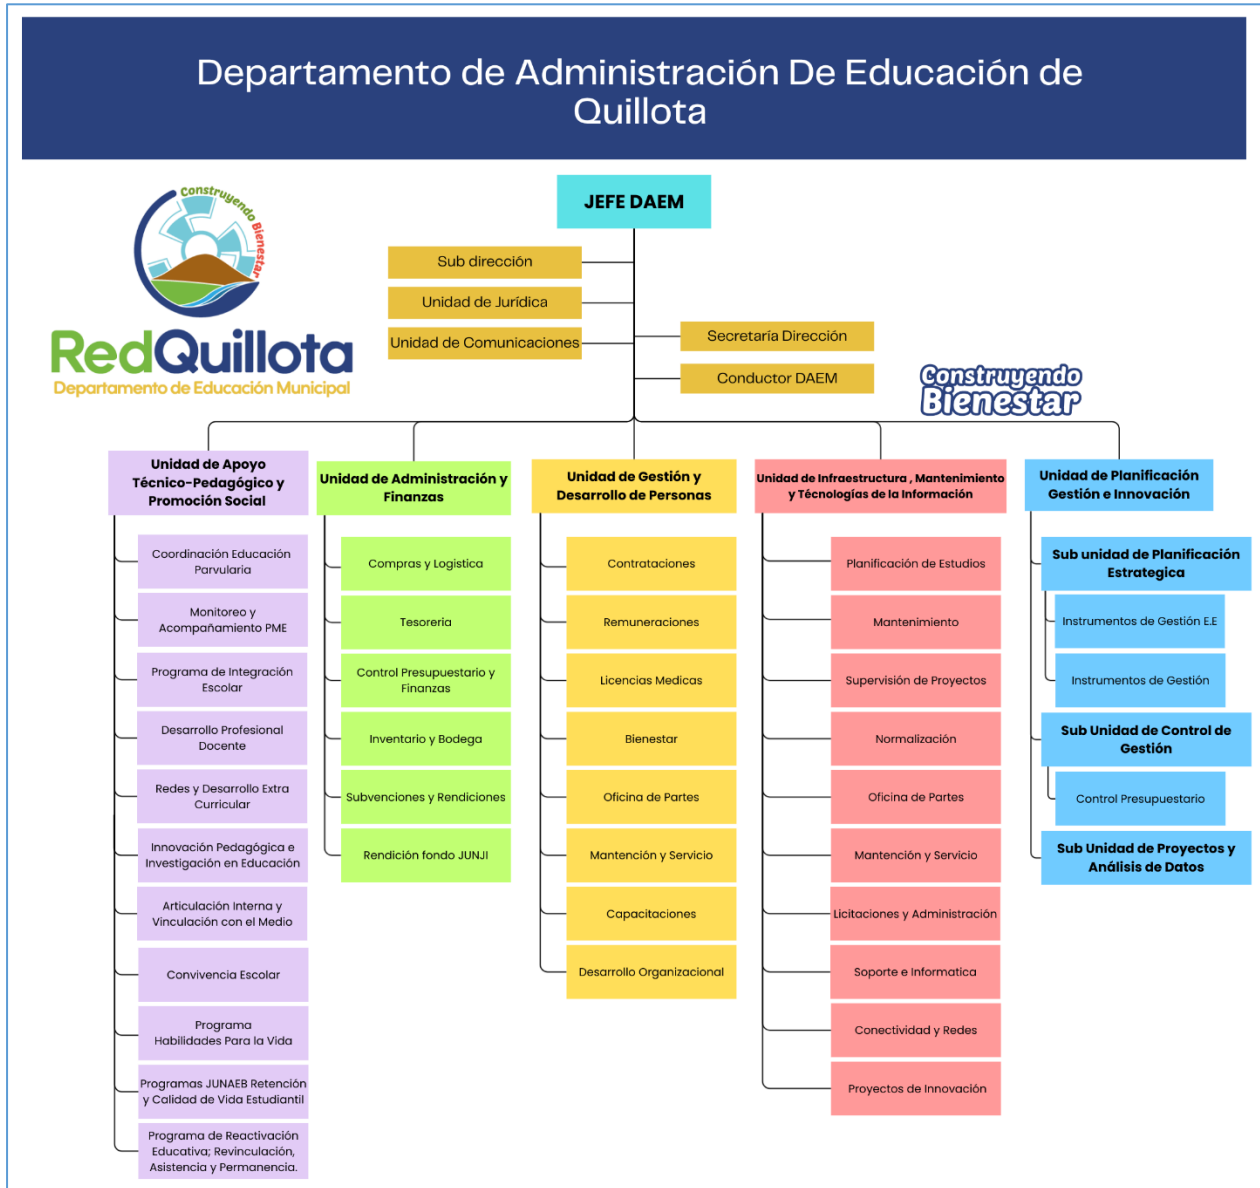 Departamento de Administración De Educación de
Quillota
Construyendo Bienestar
RedQuillota
Departamento de Educación Municipal
JEFE DAEM
Sub dirección
Unidad de Jurídica
Unidad de Comunicaciones
Secretaría Dirección
Conductor DAEM
Construyendo
Bienestar
Unidad de Apoyo
Técnico-Pedagógico y
Promoción Social
Coordinación Educación
Parvularia
Monitoreo y
Acompañamiento PME
Programa de Integración
Escolar
Desarrollo Profesional
Docente
Redes y Desarrollo Extra
Curricular
Innovación Pedagógica e
Investigación en Educación
Articulación Interna y
Vinculación con el Medio
Convivencia Escolar
Programa
Habilidades Para la Vida
Programas JUNAEB Retención
y Calidad de Vida Estudiantil
Programa de Reactivación
Educativa; Revinculación,
Asistencia y Permanencia.
Unidad de Administración y
Finanzas
Compras y Logistica
Tesoreria
Control Presupuestario y
Finanzas
Inventario y Bodega
Subvenciones y Rendiciones
Rendición fondo JUNJI
Unidad de Gestión y
Desarrollo de Personas
Contrataciones
Remuneraciones
Licencias Medicas
Bienestar
Oficina de Partes
Mantención y Servicio
Capacitaciones
Desarrollo Organizacional
Unidad de Infraestructura , Mantenimiento
y Técnologías de la Información
Planificación de Estudios
Mantenimiento
Supervisión de Proyectos
Normalización
Oficina de Partes
Mantención y Servicio
Licitaciones y Administración
Soporte e Informatica
Conectividad y Redes
Proyectos de Innovación
Unidad de Planificación
Gestión e Innovación
Sub unidad de Planificación
Estrategica
Instrumentos de Gestión E.E
Instrumentos de Gestión
Sub Unidad de Control de
Gestión
Control Presupuestario
Sub Unidad de Proyectos y
Análisis de Datos